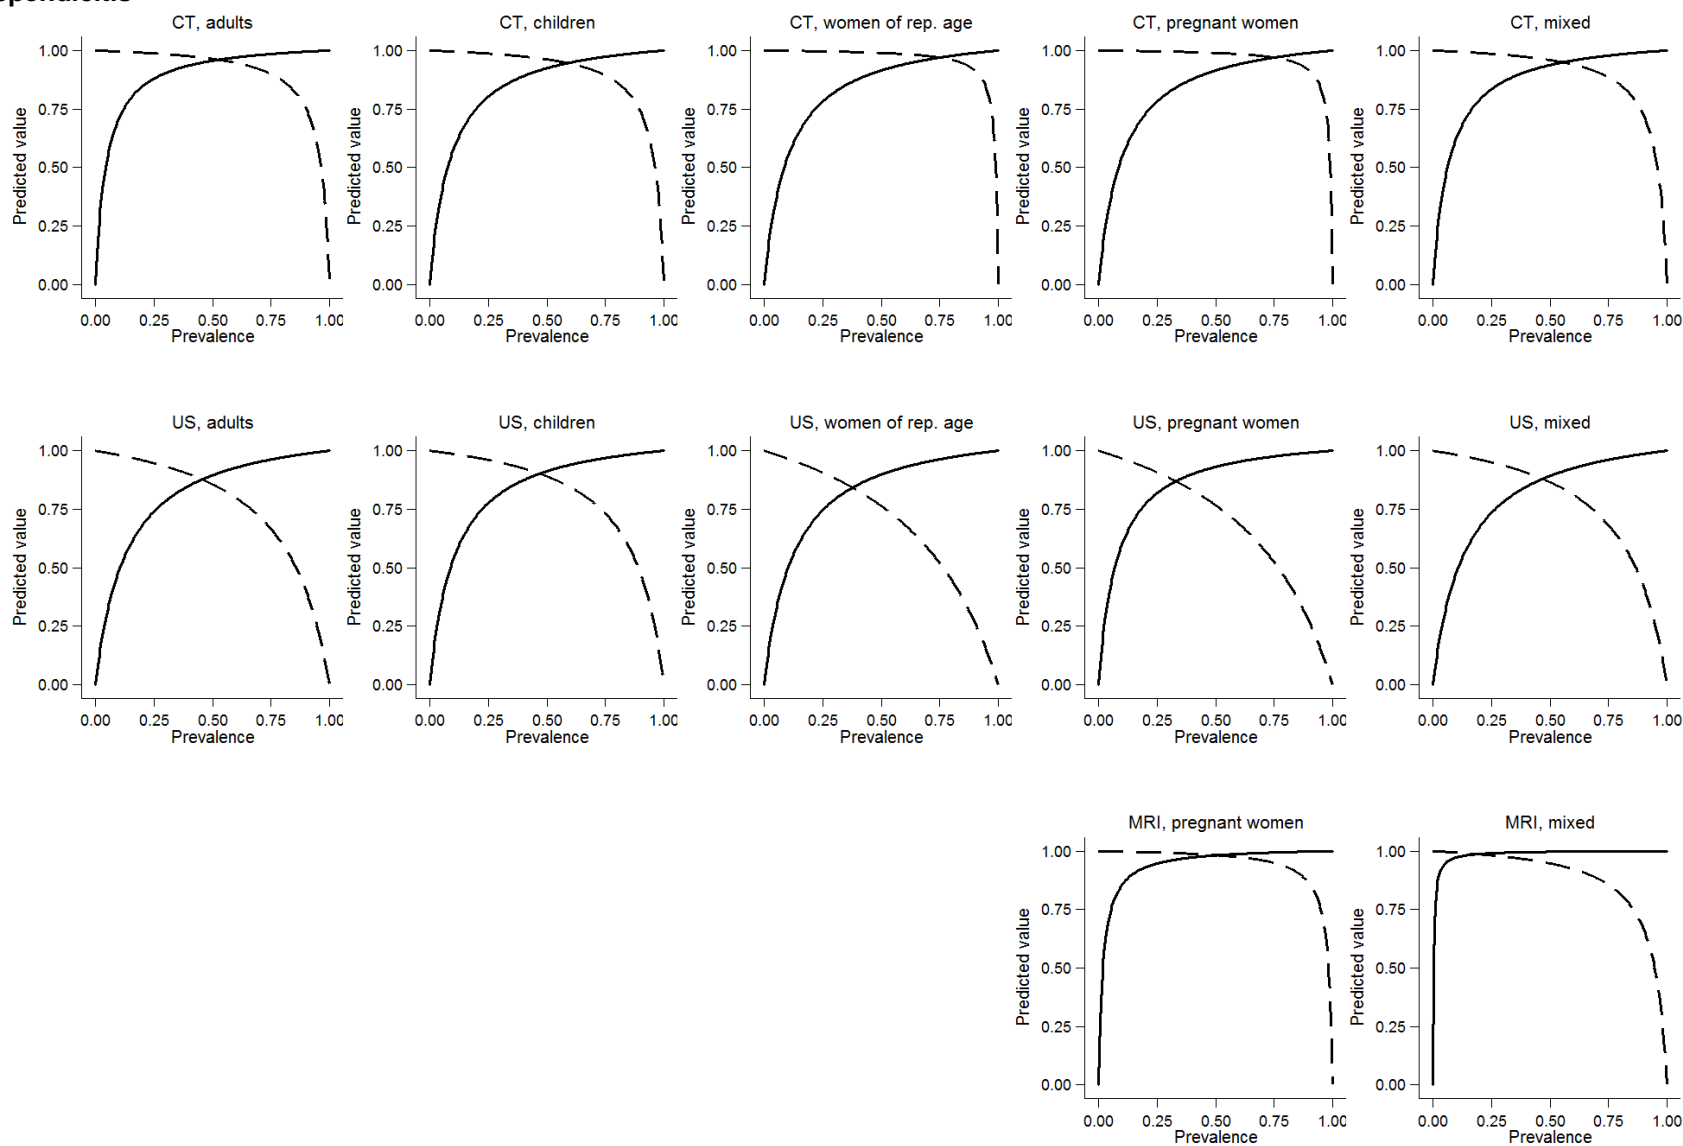 CT, adults CT, children CT, women of rep. age CT, pregnant women CT, mixed
1.00 1.00 1.00 1.00 1.00
0.75 0.75 0.75 0.75 0.75
0.50 0.50 0.50 0.50 0.50
0.25 0.25 0.25 0.25 0.25
0.00 0.00 0.00 0.00 0.00
Predicted value Predicted value Predicted value Predicted value Predicted value
0.00 0.25 0.50 0.75 1.00 0.00 0.25 0.50 0.75 1.00 0.00 0.25 0.50 0.75 1.00 0.00 0.25 0.50 0.75 1.00 0.00 0.25 0.50 0.75 1.00
Prevalence Prevalence Prevalence Prevalence Prevalence
US, adults US, children US, women of rep. age US, pregnant women US, mixed
1.00 1.00 1.00 1.00 1.00
0.75 0.75 0.75 0.75 0.75
0.50 0.50 0.50 0.50 0.50
0.25 0.25 0.25 0.25 0.25
0.00 0.00 0.00 0.00 0.00
Predicted value Predicted value Predicted value Predicted value Predicted value
0.00 0.25 0.50 0.75 1.00 0.00 0.25 0.50 0.75 1.00 0.00 0.25 0.50 0.75 1.00 0.00 0.25 0.50 0.75 1.00 0.00 0.25 0.50 0.75 1.00
Prevalence Prevalence Prevalence Prevalence Prevalence
MRI, pregnant women MRI, mixed
1.00 1.00
0.75 0.75
0.50 0.50
0.25 0.25
0.00 0.00
Predicted value Predicted value
0.00 0.25 0.50 0.75 1.00 0.00 0.25 0.50 0.75 1.00
Prevalence Prevalence